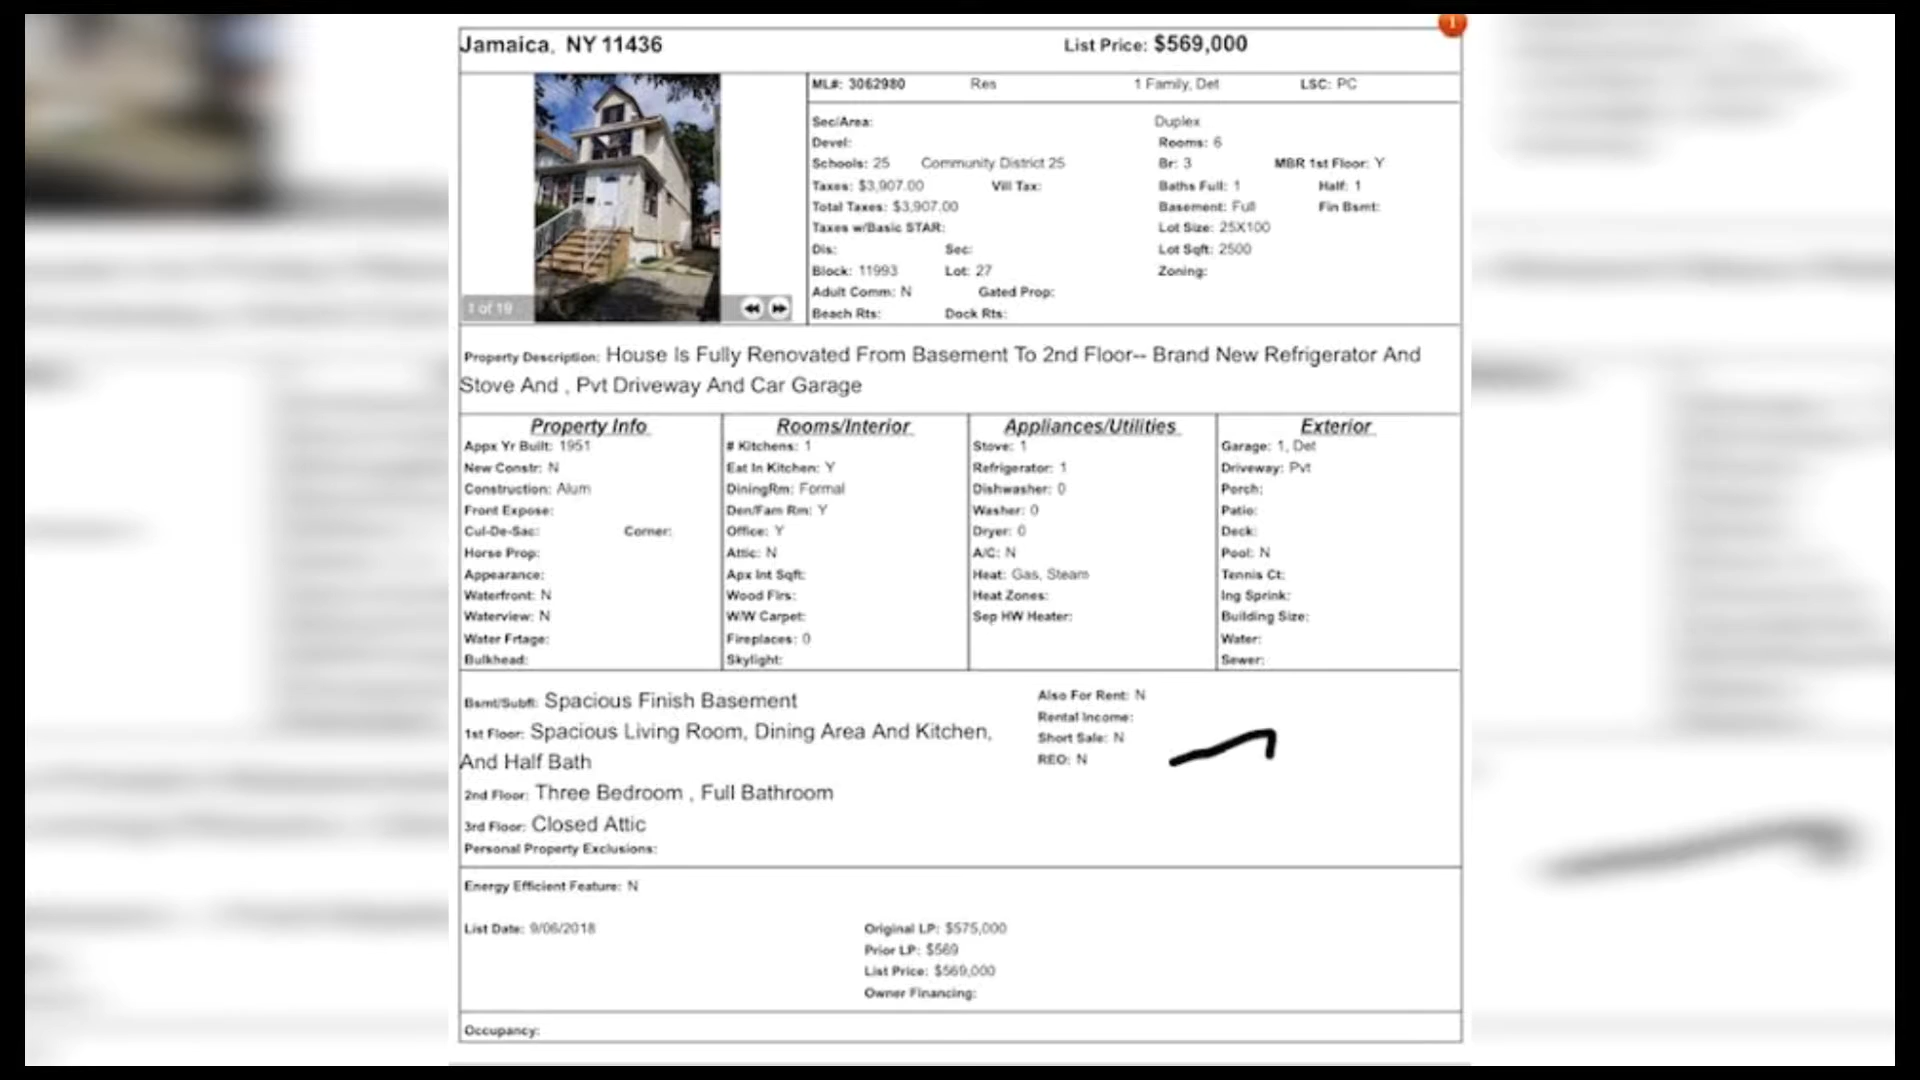 1
Jamaica, NY 11436 List Price: $569,000
ML#: 3062980 Res 1 Family, Det LSC: PC
Sec/Area: Duplex
Devel: Rooms: 6
Schools: 25 Community District 25 Br: 3 MBR 1st Floor: Y
Taxes: $3,907.00 Vill Tax: Baths Full: 1 Half: 1
Total Taxes: $3,907.00 Basement: Full Fin Bsmt:
Taxes w/Basic STAR: Lot Size: 25X100
Dis: Sec: Lot Sqft: 2500
Block: 11993 Lot: 27 Zoning:
Adult Comm: N Gated Prop:
1 of 19
Beach Rts: Dock Rts:
Property Description: House Is Fully Renovated From Basement To 2nd Floor-- Brand New Refrigerator And
Stove And , Pvt Driveway And Car Garage
Property Info Rooms/Interior Appliances/Utilities Exterior
Appx Yr Built: 1951 # Kitchens: 1 Stove: 1 Garage: 1, Det
New Constr: N Eat In Kitchen: Y Refrigerator: 1 Driveway: Pvt
Construction: Alum DiningRm: Formal Dishwasher: 0 Porch:
Front Expose: Den/Fam Rm: Y Washer: 0 Patio:
Cul-De-Sac: Corner: Office: Y Dryer: 0 Deck:
Horse Prop: Attic: N A/C: N Pool: N
Appearance: Apx Int Sqft: Heat: Gas, Steam Tennis Ct:
Waterfront: N Wood Flrs: Heat Zones: Ing Sprink:
Waterview: N W/W Carpet: Sep HW Heater: Building Size:
Water Frtage: Fireplaces: 0 Water:
Bulkhead: Skylight: Sewer:
Bsmt/Subfl: Spacious Finish Basement Also For Rent: N
Rental Income:
1st Floor: Spacious Living Room, Dining Area And Kitchen, Short Sale: N
And Half Bath REO: N
2nd Floor: Three Bedroom , Full Bathroom
3rd Floor: Closed Attic
Personal Property Exclusions:
Energy Efficient Feature: N
List Date: 9/06/2018 Original LP: $575,000
Prior LP: $569
List Price: $569,000
Owner Financing:
Occupancy: